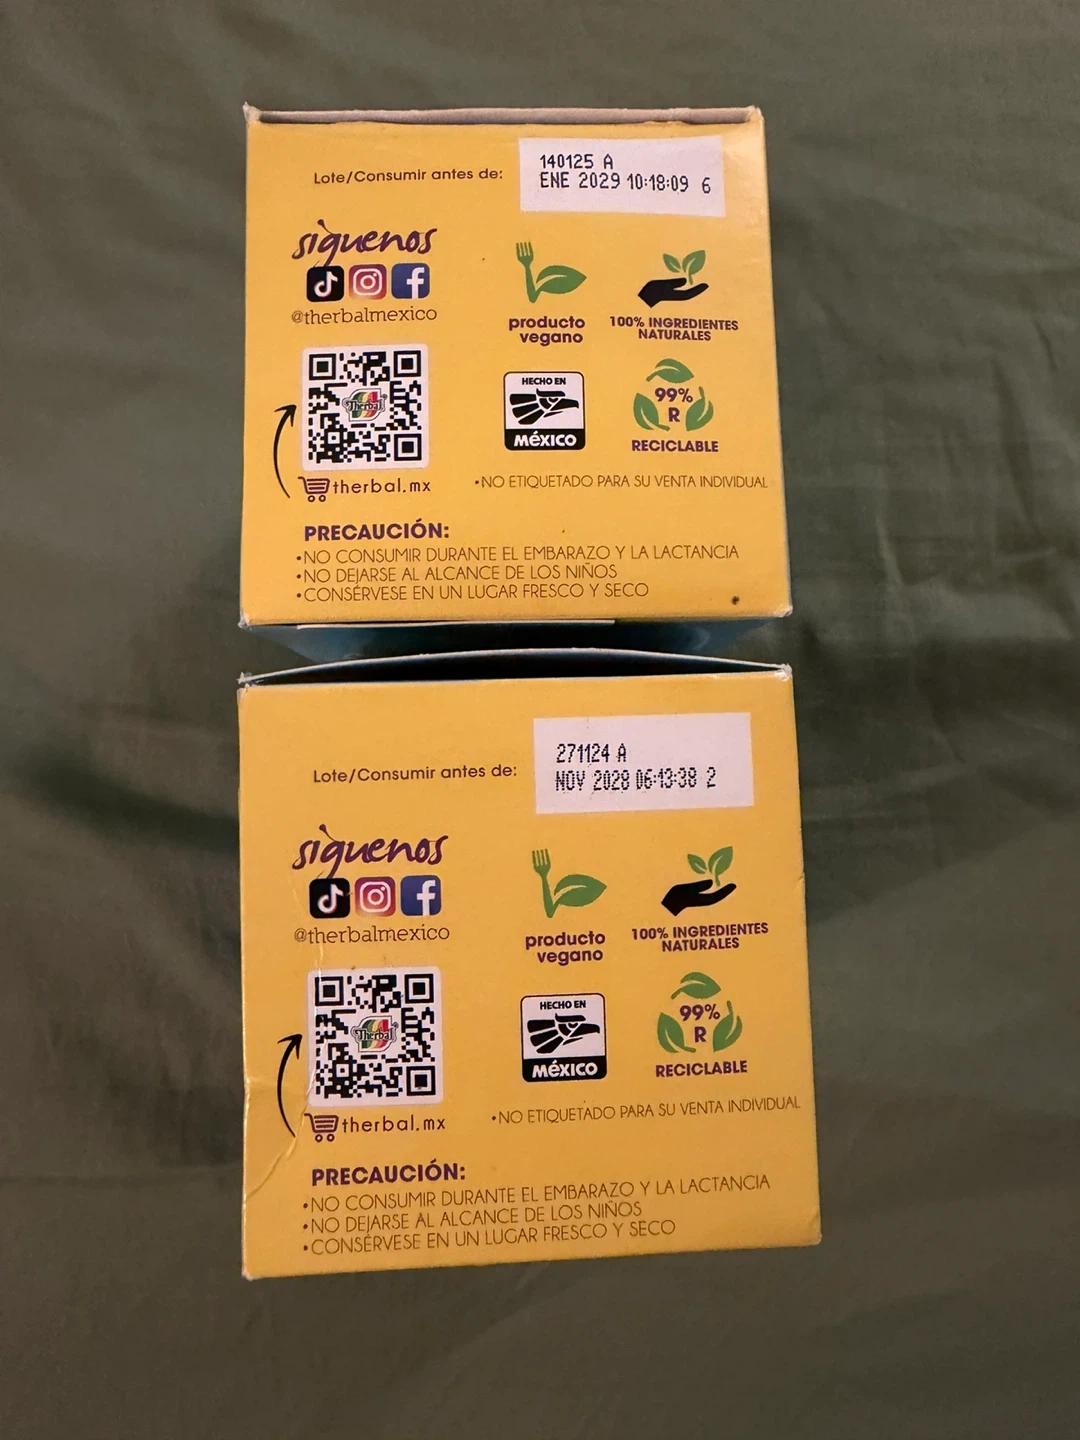 Lote/Consumir antes de:
140125 A
ENE 2029 10:18:09 6
síguenos
@therbalmexico
Therbal
therbal.mx
producto
vegano
100% INGREDIENTES
NATURALES
HECHO EN
MÉXICO
99%
R
RECICLABLE
•NO ETIQUETADO PARA SU VENTA INDIVIDUAL
PRECAUCIÓN:
•NO CONSUMIR DURANTE EL EMBARAZO Y LA LACTANCIA
•NO DEJARSE AL ALCANCE DE LOS NIÑOS
•CONSÉRVESE EN UN LUGAR FRESCO Y SECO
Lote/Consumir antes de:
271124 A
NOV 2028 06:13:38 2
síguenos
@therbalmexico
Therbal
therbal.mx
producto
vegano
100% INGREDIENTES
NATURALES
HECHO EN
MÉXICO
99%
R
RECICLABLE
•NO ETIQUETADO PARA SU VENTA INDIVIDUAL
PRECAUCIÓN:
•NO CONSUMIR DURANTE EL EMBARAZO Y LA LACTANCIA
•NO DEJARSE AL ALCANCE DE LOS NIÑOS
•CONSÉRVESE EN UN LUGAR FRESCO Y SECO